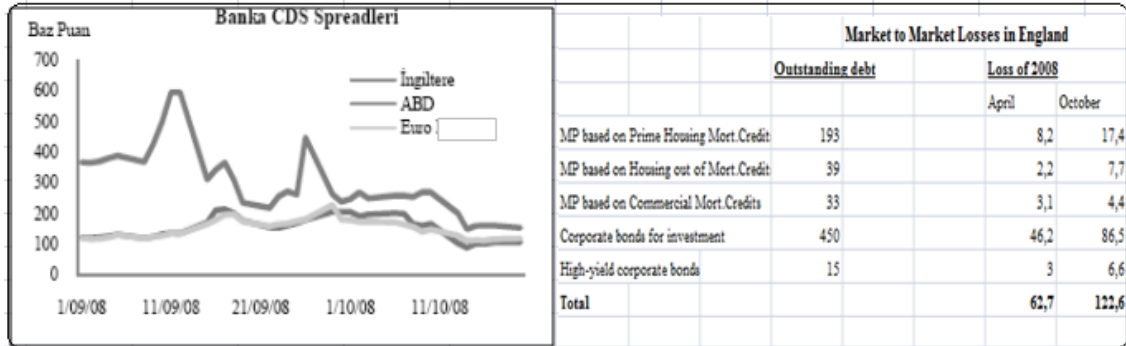 Banka CDS Spreadleri
Baz Puan
700
600
500
400
300
200
100
0
İngiltere
ABD
Euro
1/09/08 11/09/08 21/09/08 1/10/08 11/10/08
Market to Market Losses in England
Outstanding debt Loss of 2008
April October
MP based on Prime Housing Mort.Credit 193 8,2 17,4
MP based on Housing out of Mort.Credit 39 2,2 7,7
MP based on Commercial Mort.Credits 33 3,1 4,4
Corporate bonds for investment 450 46,2 86,5
High-yield corporate bonds 15 3 6,6
Total 62,7 122,6